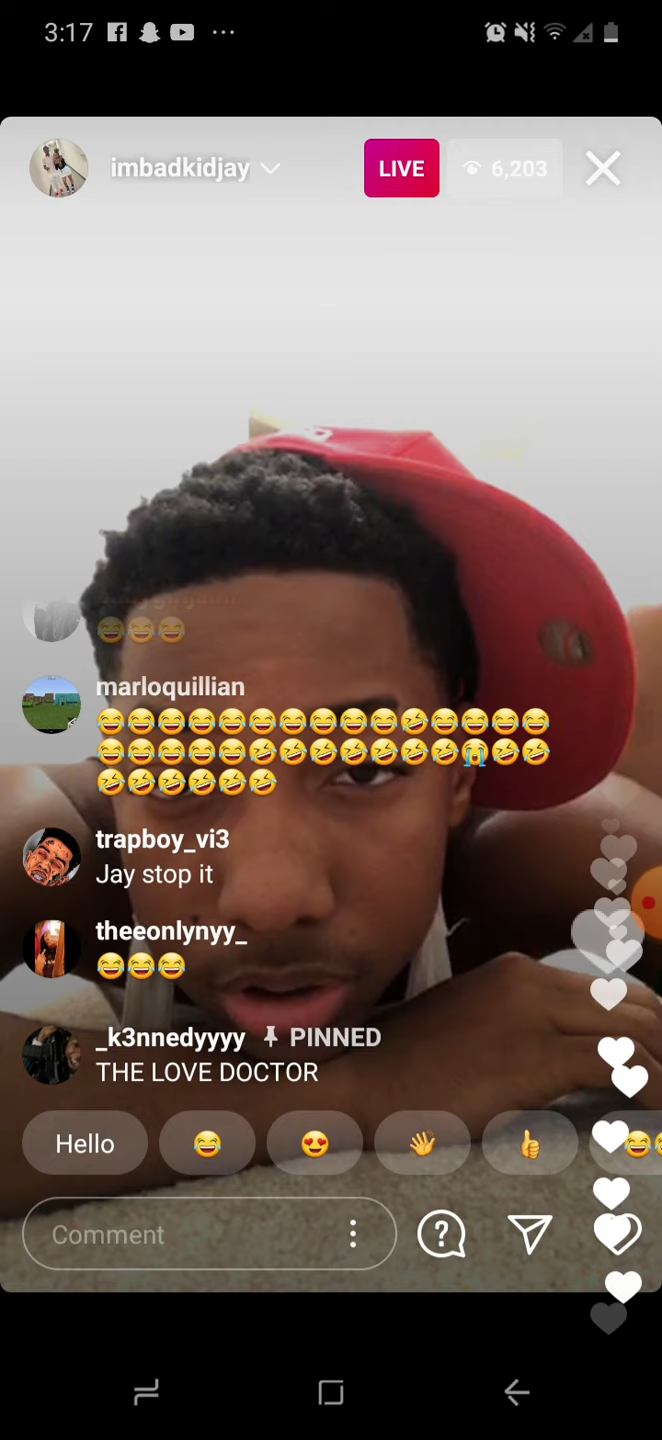 3:17
imbadkidjay
LIVE
6,203
😂😂😂
marloquillian
😂😂😂😂😂😂😂😂😂😂🤣😂😂😂😂
😂😂😂😂😂🤣🤣🤣🤣🤣🤣🤣😭🤣🤣
🤣🤣🤣🤣🤣🤣
trapboy_vi3
Jay stop it
theeonlynyy_
😂😂😂
_k3nnedyyyy PINNED
THE LOVE DOCTOR
Hello 😂 😍 👋 👍 😂
Comment